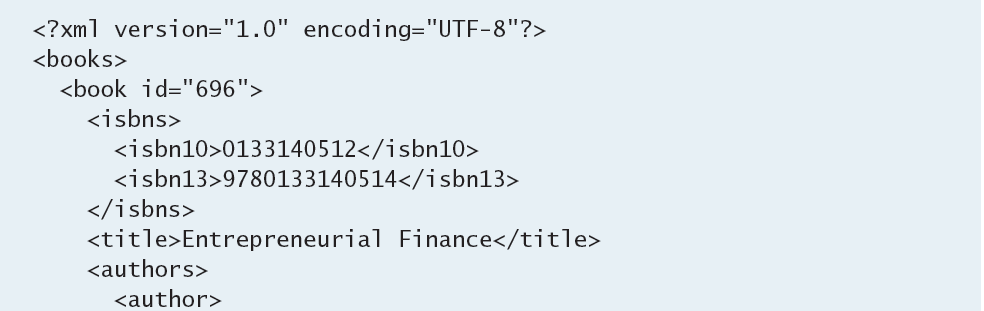 <?xml version="1.0" encoding="UTF-8"?>
<books>
  <book id="696">
    <isbns>
      <isbn10>0133140512</isbn10>
      <isbn13>9780133140514</isbn13>
    </isbns>
    <title>Entrepreneurial Finance</title>
    <authors>
      <author>